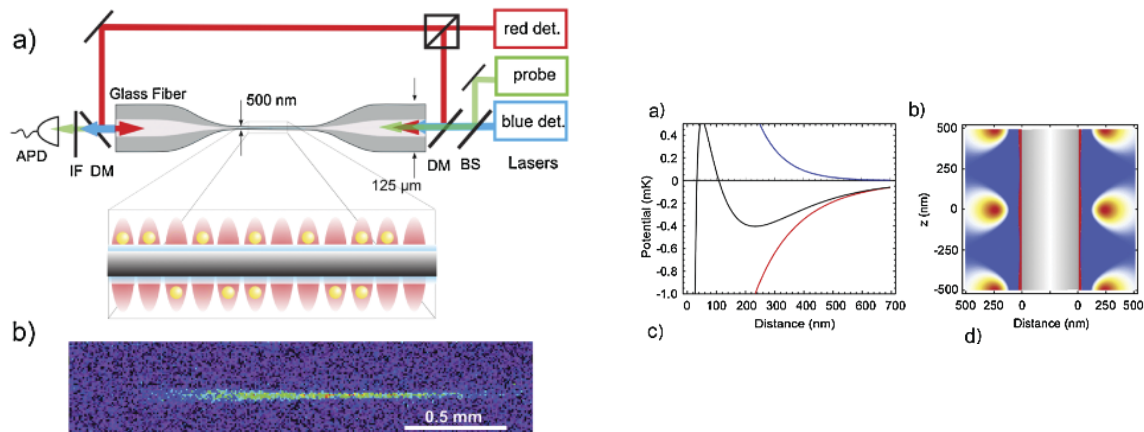 a)
red det.
probe
blue det.
Lasers
Glass Fiber
500 nm
125 μm
APD
IF
DM
DM
BS
b)
0.5 mm
a)
0.4
0.2
0
-0.2
-0.4
-0.6
-0.8
-1.0
Potential (mK)
0 100 200 300 400 500 600 700
Distance (nm)
c)
b)
500
250
0
-250
-500
z (nm)
500 250 0 0 250 500
Distance (nm)
d)